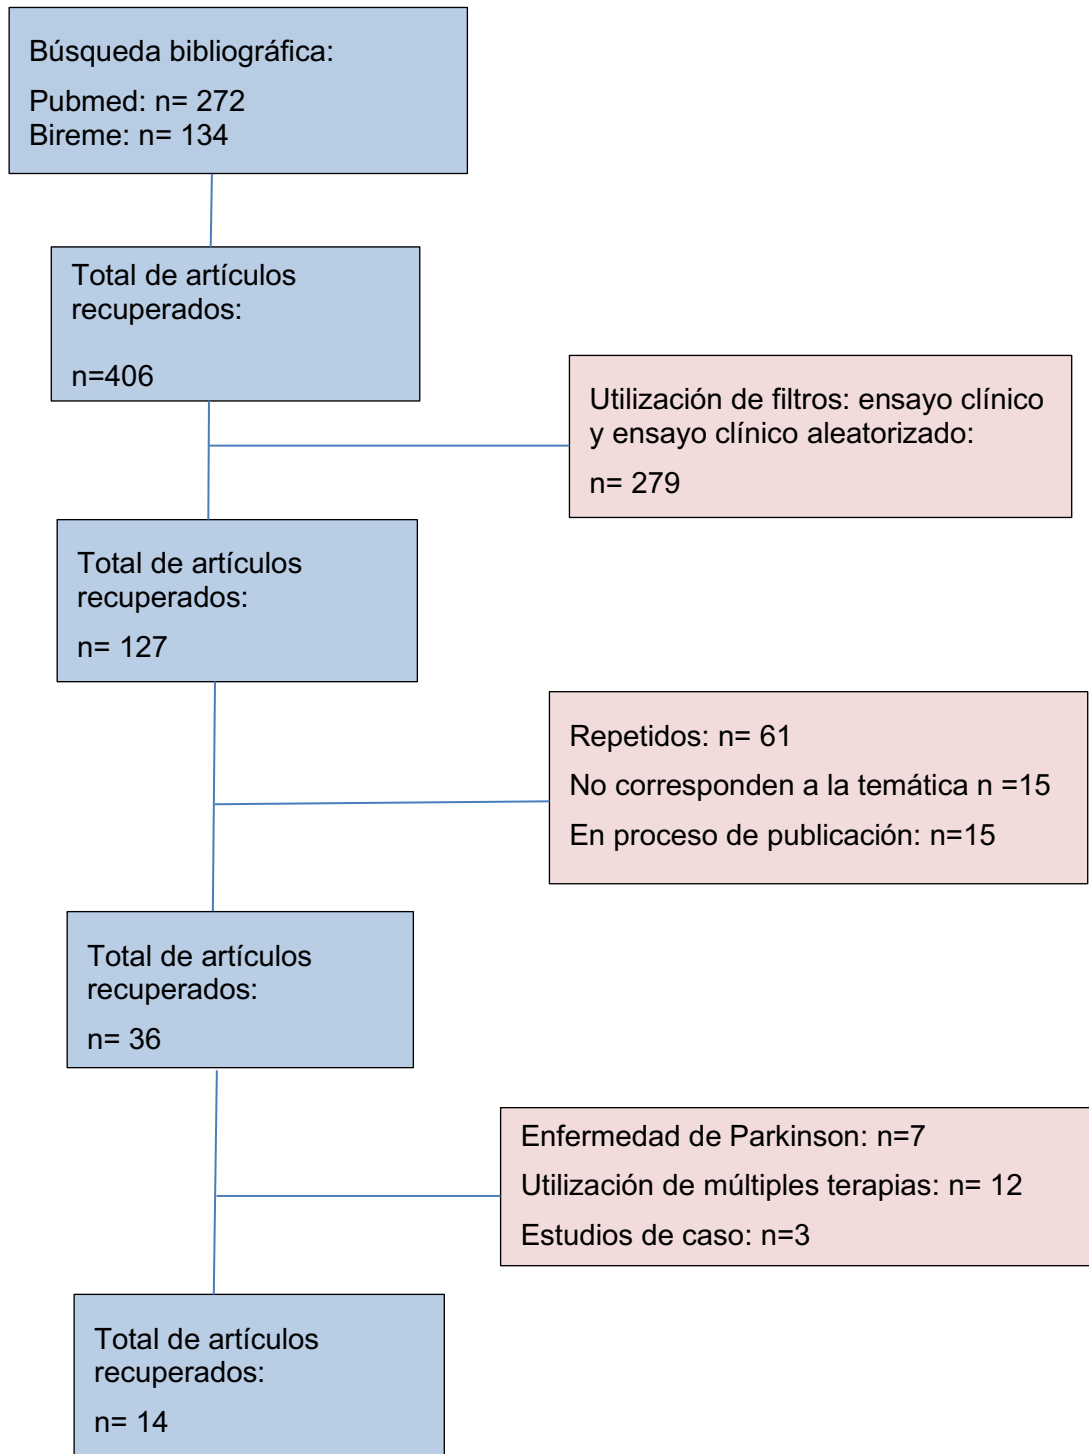 Búsqueda bibliográfica:
Pubmed: n= 272
Bireme: n= 134
Total de artículos
recuperados:
n=406
Utilización de filtros: ensayo clínico
y ensayo clínico aleatorizado:
n= 279
Total de artículos
recuperados:
n= 127
Repetidos: n= 61
No corresponden a la temática n =15
En proceso de publicación: n=15
Total de artículos
recuperados:
n= 36
Enfermedad de Parkinson: n=7
Utilización de múltiples terapias: n= 12
Estudios de caso: n=3
Total de artículos
recuperados:
n= 14